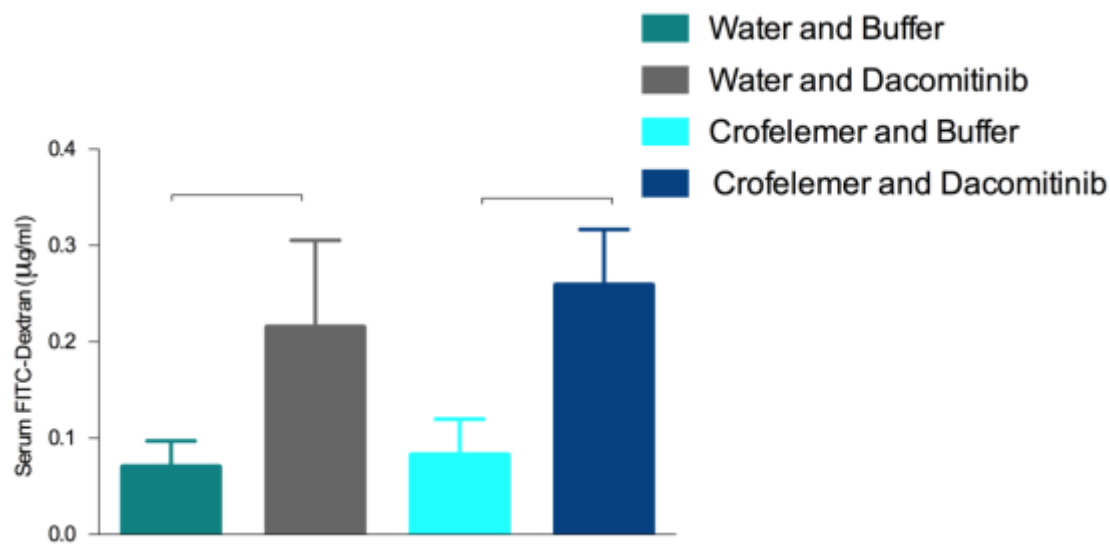 Water and Buffer
Water and Dacomitinib
Crofelemer and Buffer
Crofelemer and Dacomitinib
0.4
0.3
0.2
0.1
0.0
Serum FITC-Dextran (μg/ml)